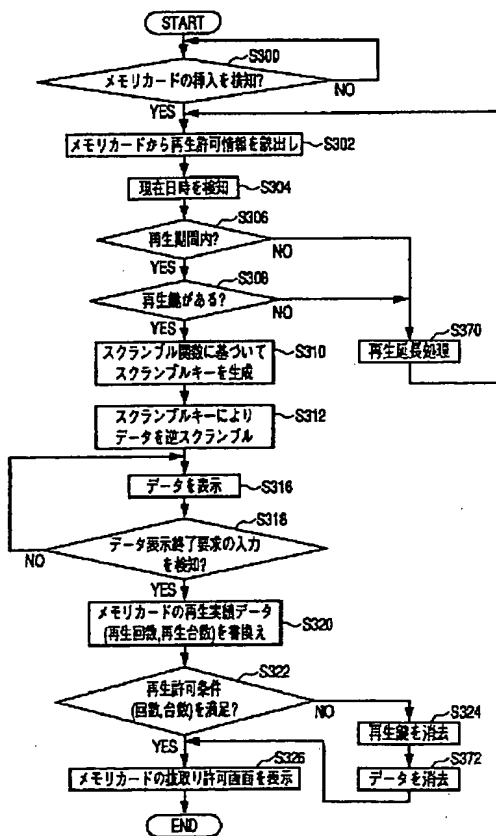 START
S300
メモリカードの挿入を検知?
NO
YES
メモリカードから再生許可情報を読出し
S302
現在日時を検知
S304
S306
再生期間内?
NO
YES
S308
再生鍵がある?
NO
YES
S370
再生延長処理
スクランブル関数に基づいて
スクランブルキーを生成
S310
スクランブルキーにより
データを逆スクランブル
S312
データを表示
S316
S318
データ表示終了要求の入力
を検知?
NO
YES
メモリカードの再生実績データ
(再生回数,再生台数)を書換え
S320
S322
再生許可条件
(回数,台数)を満足?
NO
YES
S324
再生鍵を消去
S372
データを消去
S326
メモリカードの抜取り許可画面を表示
END